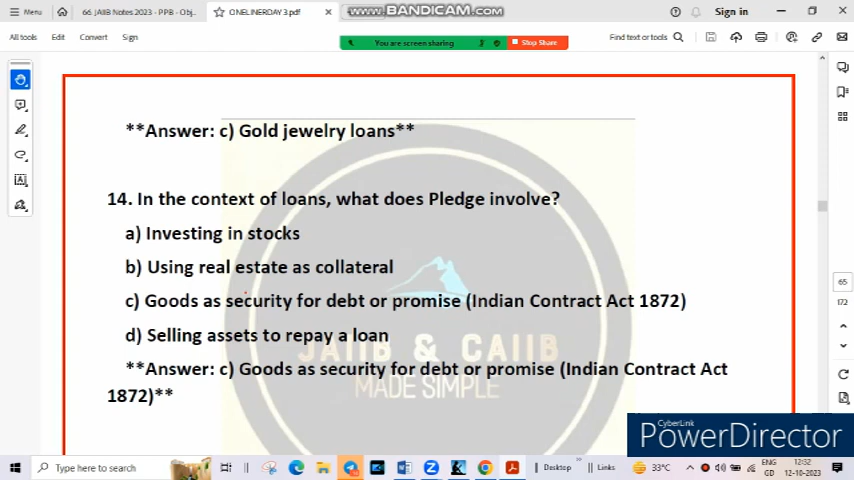 Menu
66. JAIIB Notes 2023 - PPB - Obj...
ONELINERDAY 3.pdf
WWW.BANDICAM.COM
Sign in
All tools
Edit
Convert
Sign
You are screen sharing
Stop Share
Find text or tools
**Answer: c) Gold jewelry loans**
14. In the context of loans, what does Pledge involve?
a) Investing in stocks
b) Using real estate as collateral
c) Goods as security for debt or promise (Indian Contract Act 1872)
d) Selling assets to repay a loan
JAIIB & CAIIB
**Answer: c) Goods as security for debt or promise (Indian Contract Act
MADE SIMPLE
1872)**
65
172
CyberLink
PowerDirector
Type here to search
Desktop
Links
33°C
ENG
GD
12:32
12-10-2023